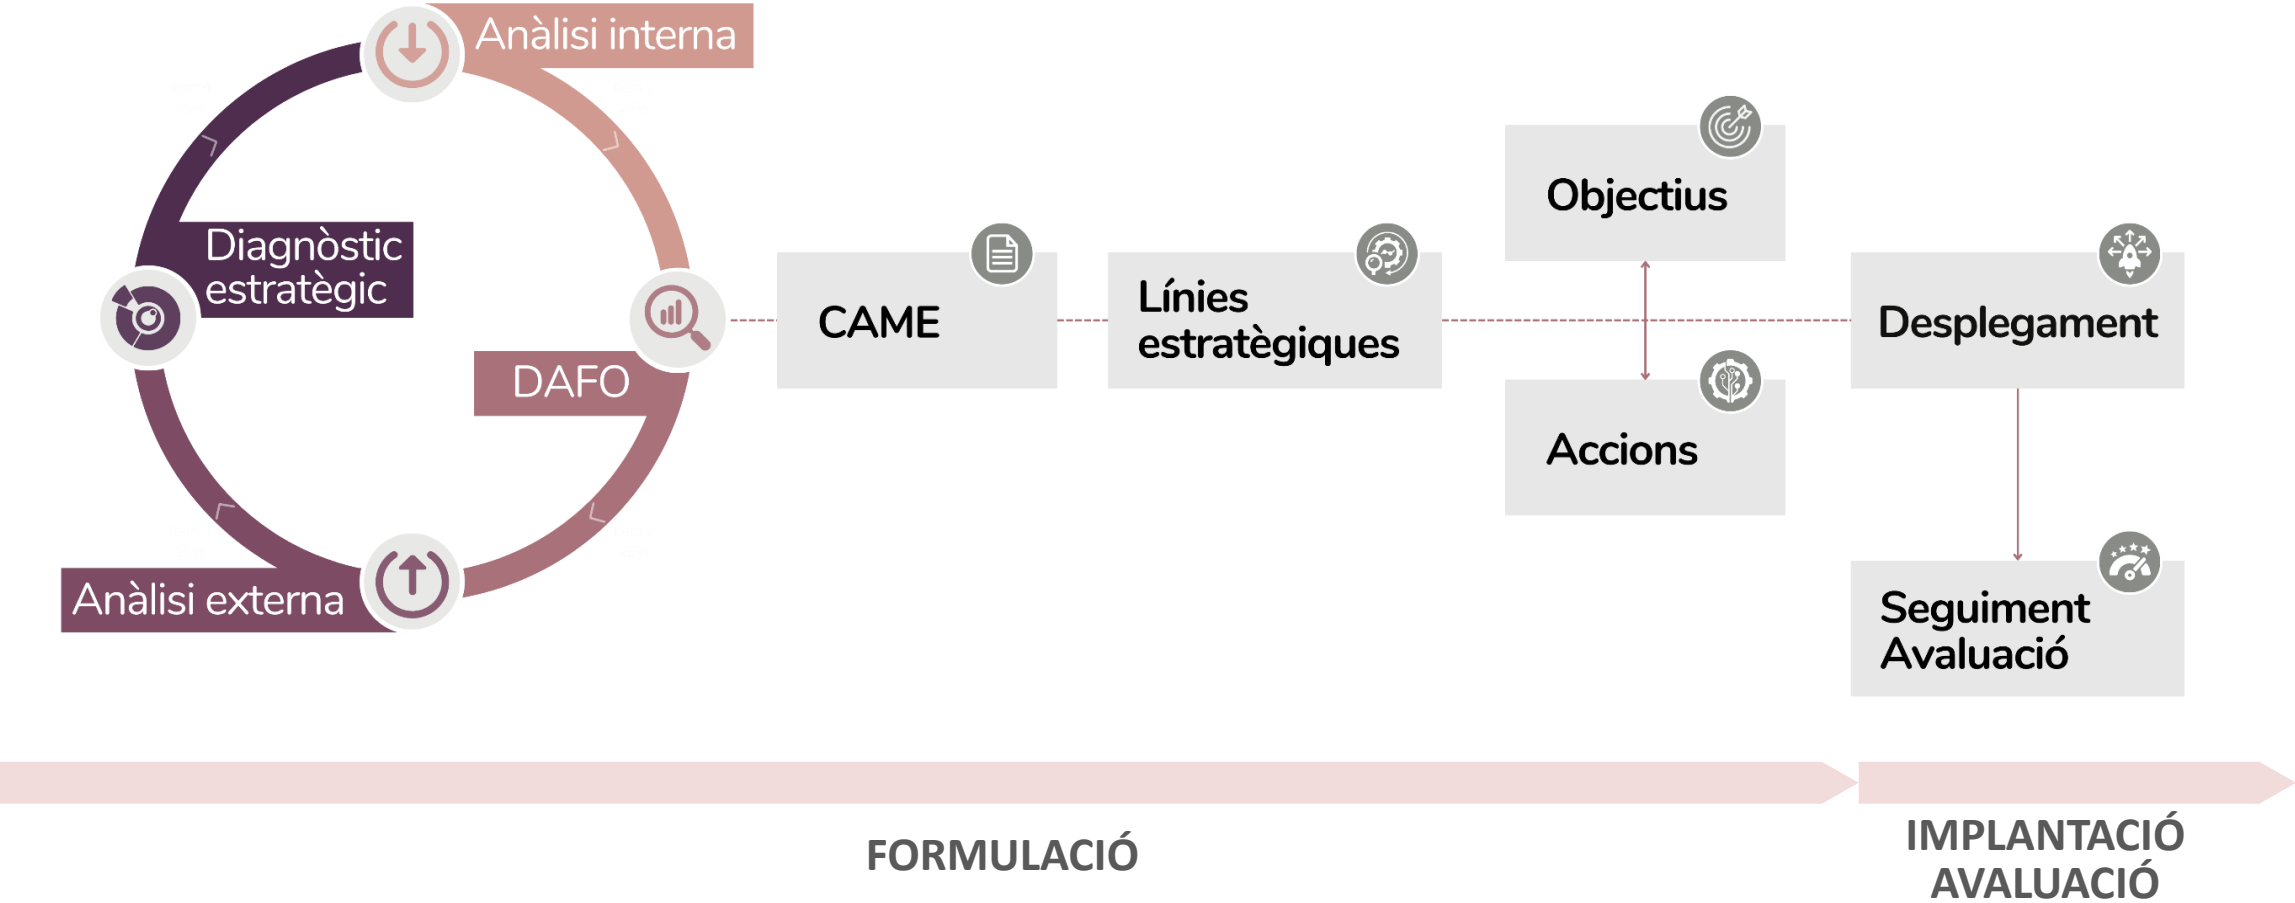 Anàlisi interna
Diagnòstic
estratègic
DAFO
Anàlisi externa
CAME
Línies
estratègiques
Objectius
Accions
Desplegament
Seguiment
Avaluació
FORMULACIÓ
IMPLANTACIÓ
AVALUACIÓ